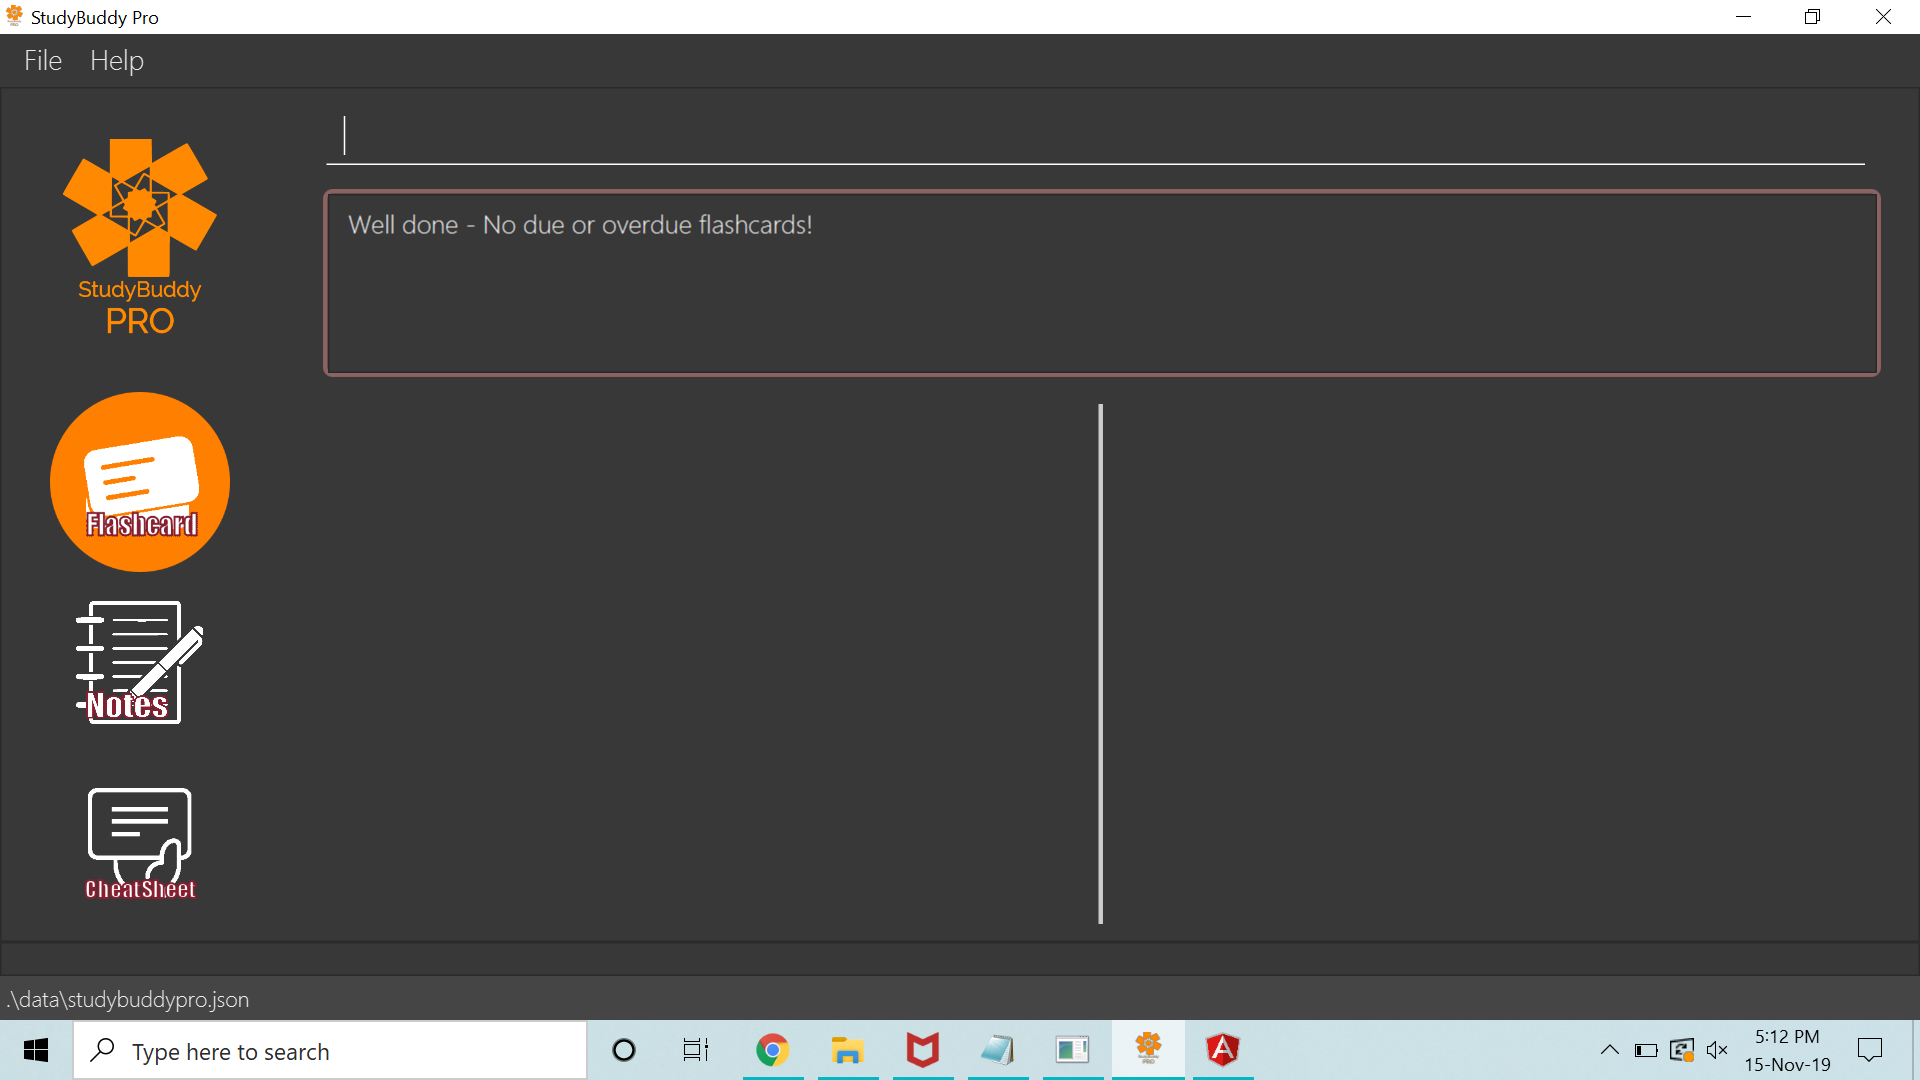 StudyBuddy Pro
File Help
StudyBuddy
PRO
Well done - No due or overdue flashcards!
Flashcard
Notes
CheatSheet
.\data\studybuddypro.json
Type here to search
5:12 PM
15-Nov-19